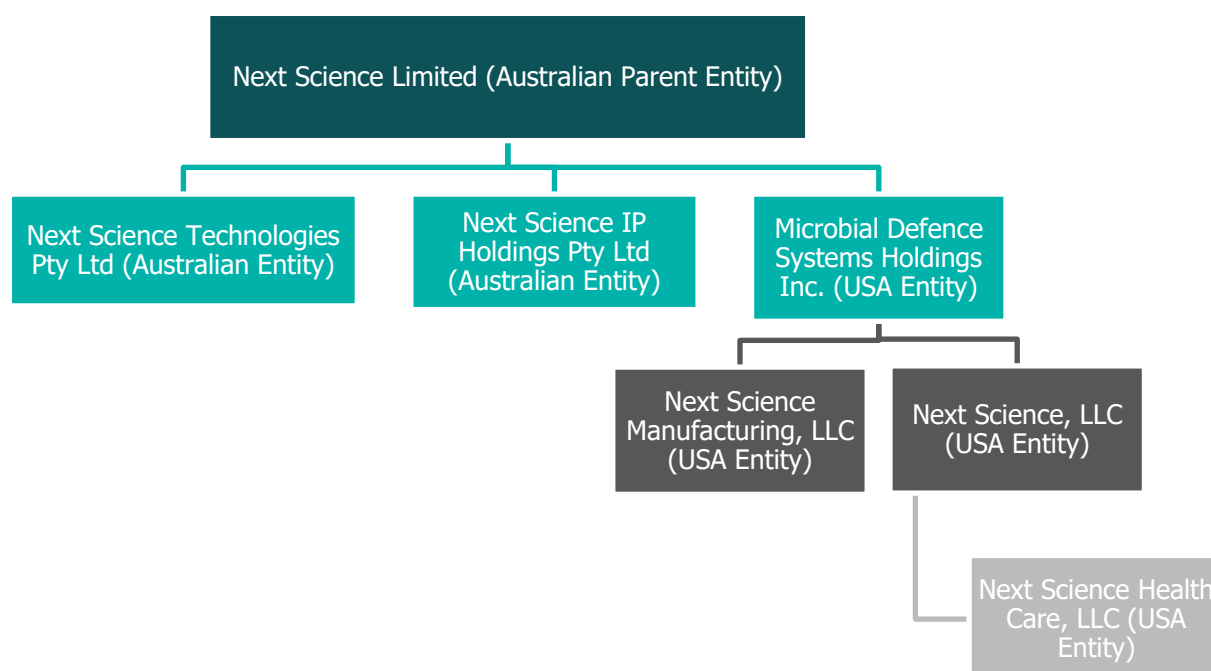 Next Science Limited (Australian Parent Entity)
Next Science Technologies
Pty Ltd (Australian Entity)
Next Science IP
Holdings Pty Ltd
(Australian Entity)
Microbial Defence
Systems Holdings
Inc. (USA Entity)
Next Science
Manufacturing, LLC
(USA Entity)
Next Science, LLC
(USA Entity)
Next Science Health
Care, LLC (USA
Entity)